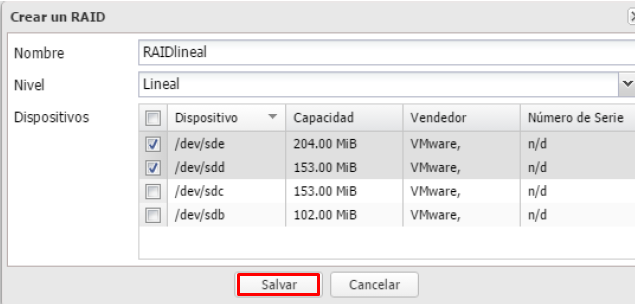 Crear un RAID
Nombre RAIDlineal
Nivel Lineal
Dispositivos Dispositivo Capacidad Vendedor Número de Serie
/dev/sde 204.00 MiB VMware, n/d
/dev/sdd 153.00 MiB VMware, n/d
/dev/sdc 153.00 MiB VMware, n/d
/dev/sdb 102.00 MiB VMware, n/d
Salvar Cancelar